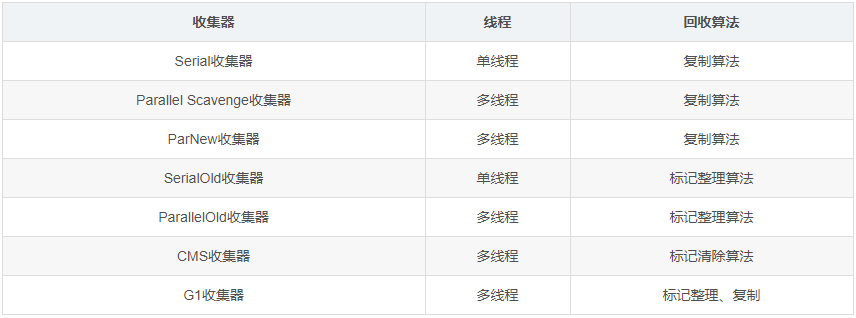 收集器 线程 回收算法
Serial收集器 单线程 复制算法
Parallel Scavenge收集器 多线程 复制算法
ParNew收集器 多线程 复制算法
SerialOld收集器 单线程 标记整理算法
ParallelOld收集器 多线程 标记整理算法
CMS收集器 多线程 标记清除算法
G1收集器 多线程 标记整理、复制